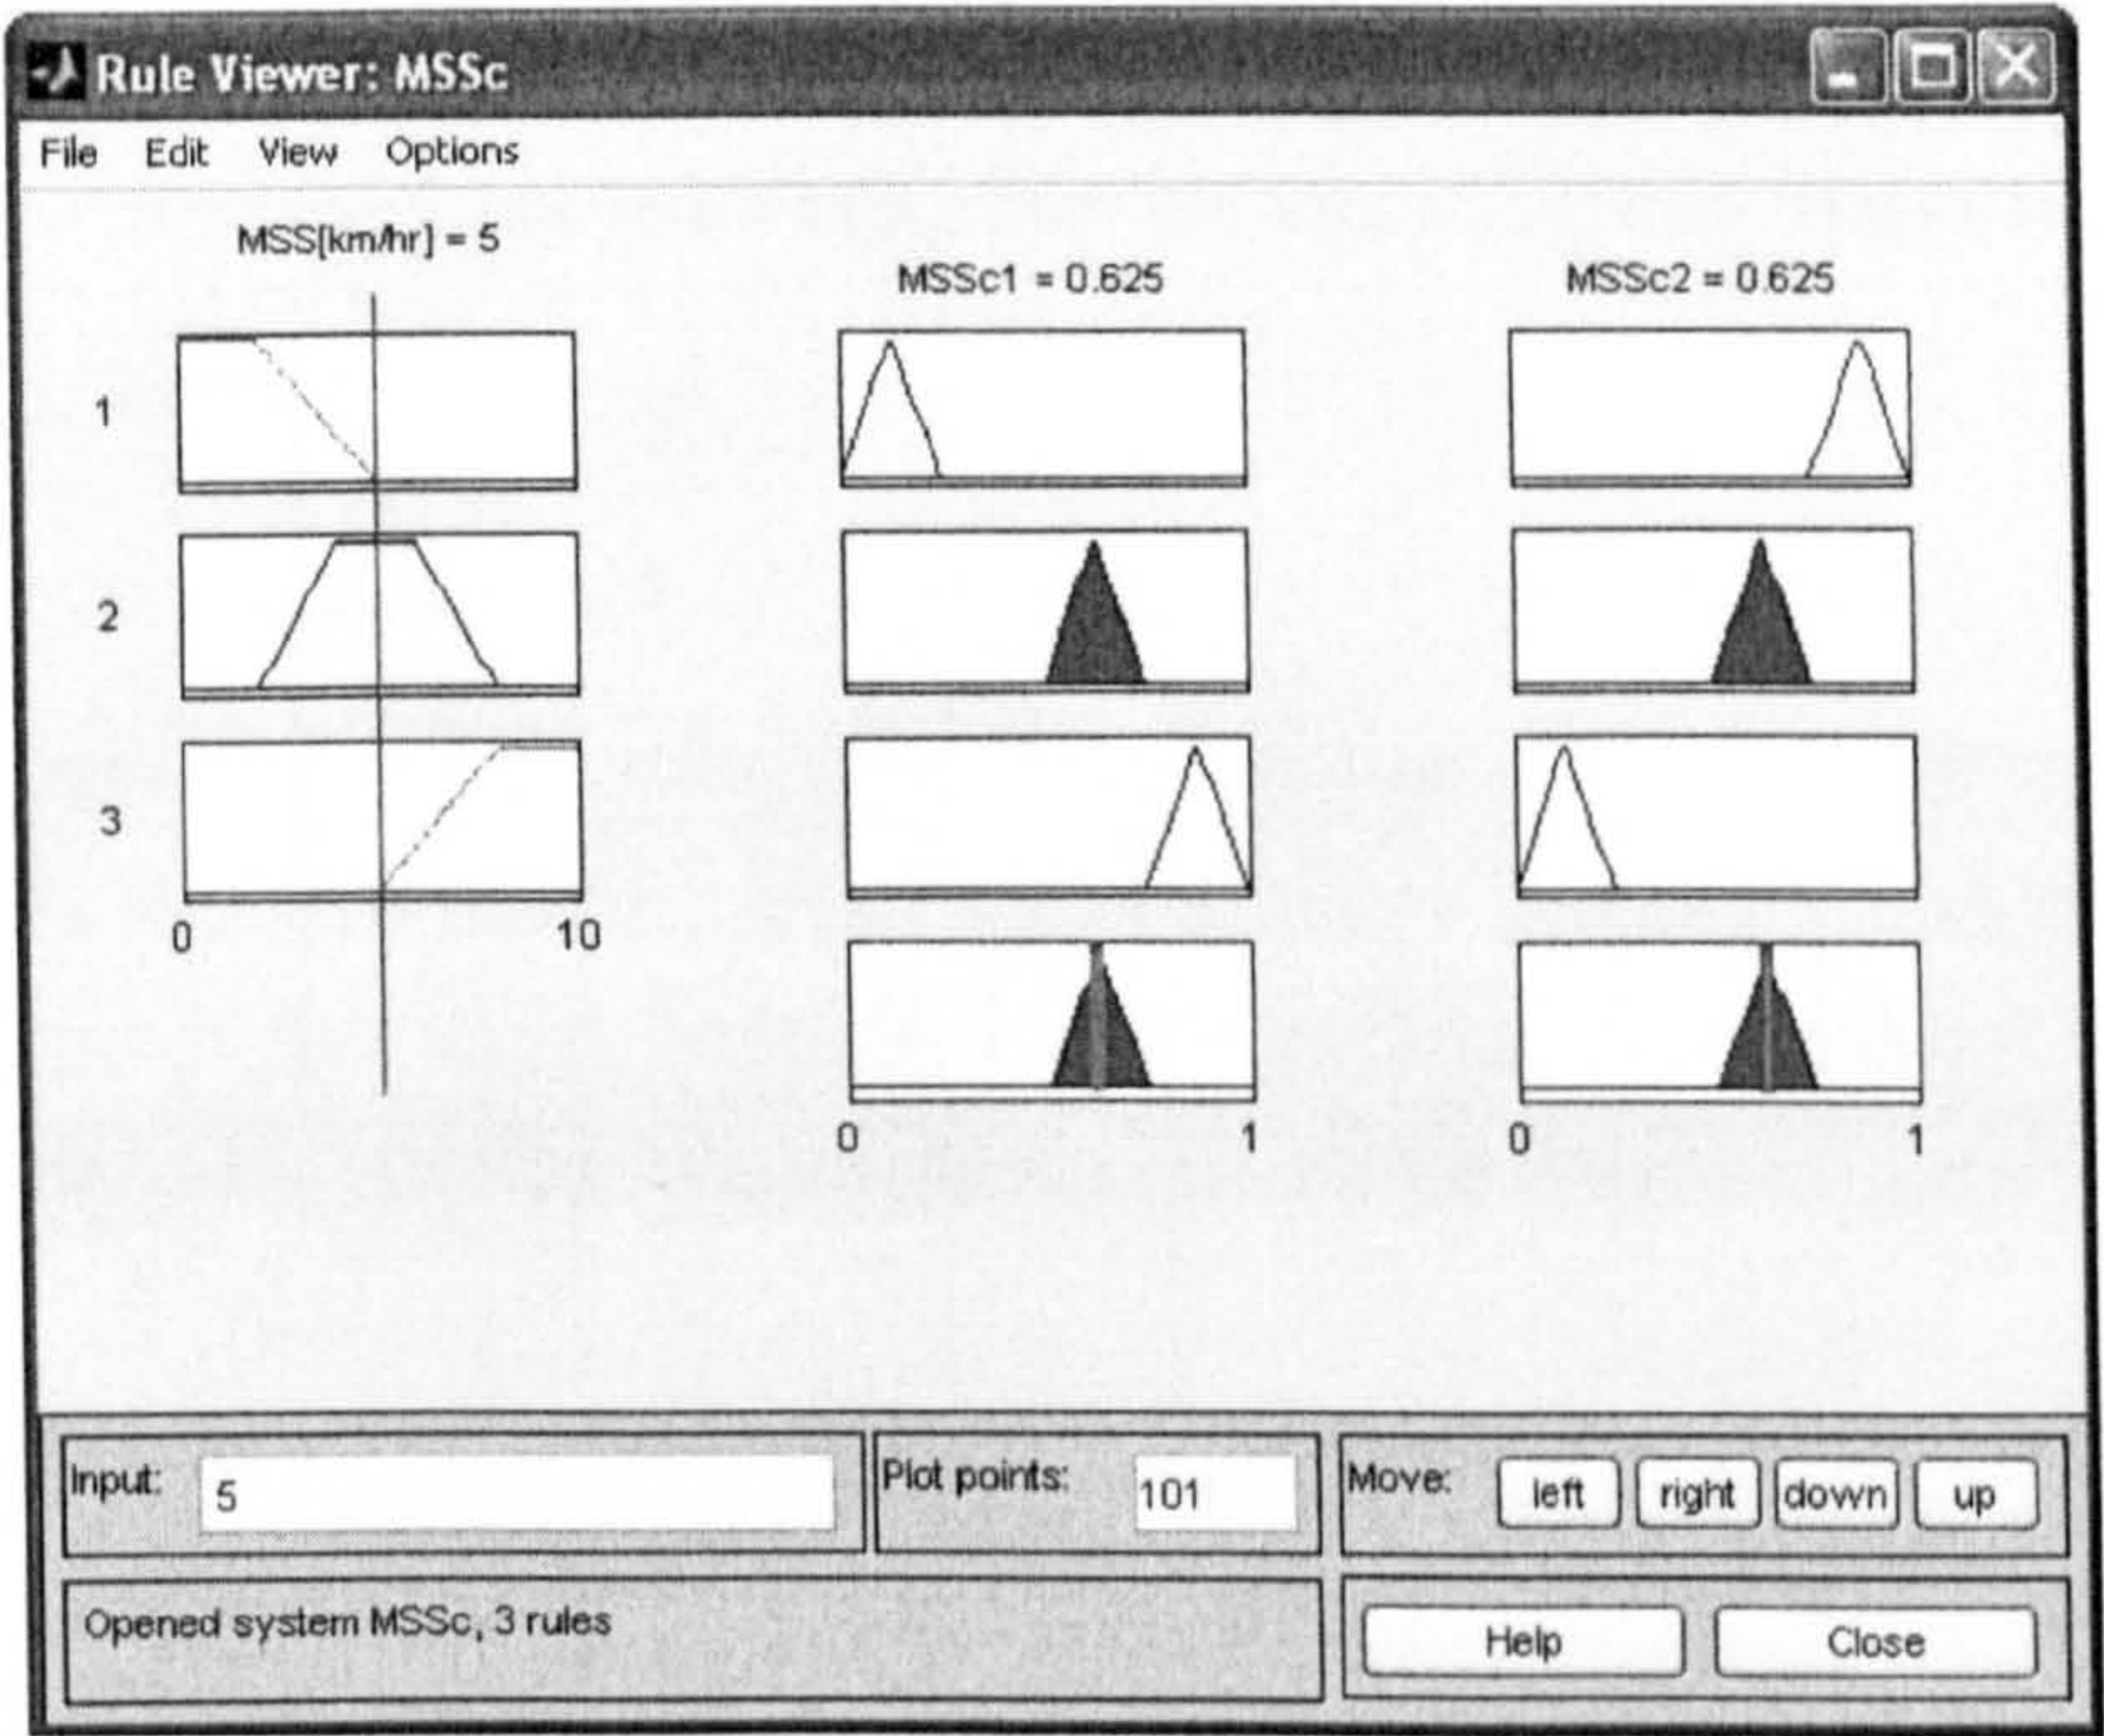 Rule Viewer: MSSc
File Edit View Options
MSS[km/hr] = 5
MSSc1 = 0.625
MSSc2 = 0.625
1
2
3
0 10
0 1
0 1
Input: 5
Plot points: 101
Move: left right down up
Opened system MSSc, 3 rules
Help Close